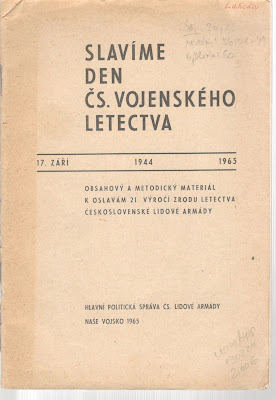 SLAVÍME
DEN
ČS. VOJENSKÉHO
LETECTVA
17. ZÁŘÍ 1944 1965
OBSAHOVÝ A METODICKÝ MATERIÁL
K OSLAVÁM 21 VÝROČÍ ZRODU LETECTVA
ČESKOSLOVENSKÉ LIDOVÉ ARMÁDY
HLAVNÍ POLITICKÁ SPRÁVA ČS. LIDOVÉ ARMÁDY
NAŠE VOJSKO 1965